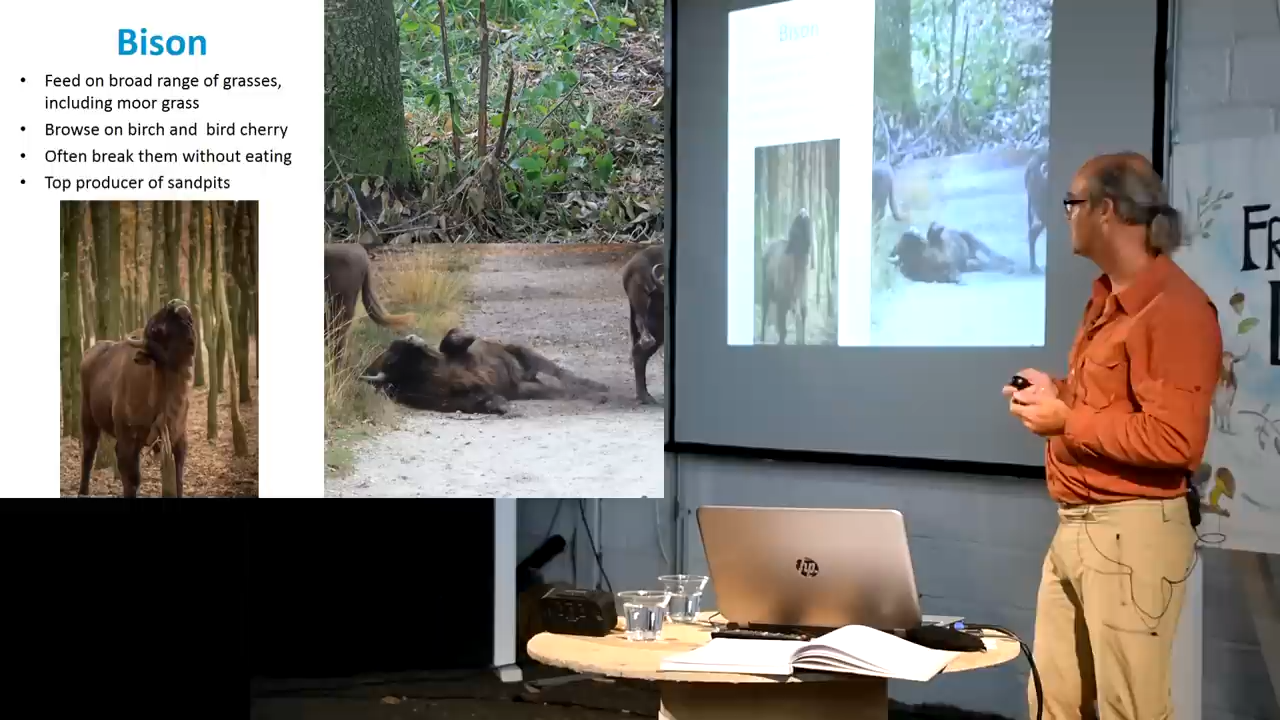 Bison
• Feed on broad range of grasses,
including moor grass
• Browse on birch and  bird cherry
• Often break them without eating
• Top producer of sandpits
Bison
hp